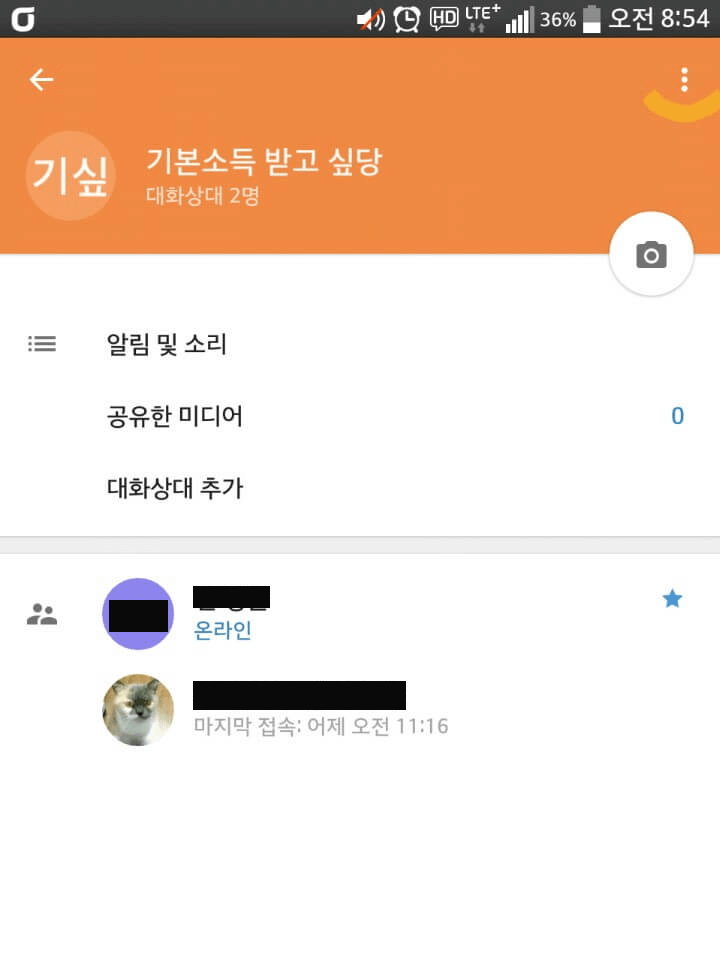 HD LTE+ 36% 오전 8:54
기싶
기본소득 받고 싶당
대화상대 2명
알림 및 소리
공유한 미디어 0
대화상대 추가
온라인
마지막 접속: 어제 오전 11:16